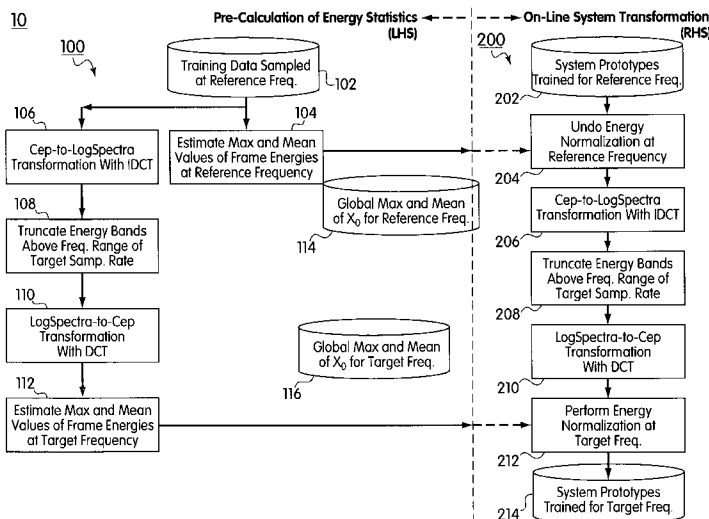 10
Pre-Calculation of Energy Statistics
(LHS)
On-Line System Transformation
(RHS)
100
200
Training Data Sampled
at Reference Freq.
102
System Prototypes
Trained for Reference Freq.
202
106
Cep-to-LogSpectra
Transformation With IDCT
104
Estimate Max and Mean
Values of Frame Energies
at Reference Frequency
Undo Energy
Normalization at
Reference Frequency
204
Global Max and Mean
of X0 for Reference Freq.
114
Cep-to-LogSpectra
Transformation With IDCT
206
108
Truncate Energy Bands
Above Freq. Range of
Target Samp. Rate
Truncate Energy Bands
Above Freq. Range of
Target Samp. Rate
208
110
LogSpectra-to-Cep
Transformation
With DCT
Global Max and Mean
of X0 for Target Freq.
116
LogSpectra-to-Cep
Transformation
With DCT
210
112
Estimate Max and Mean
Values of Frame Energies
at Target Frequency
Perform Energy
Normalization at
Target Freq.
212
System Prototypes
Trained for Target Freq.
214